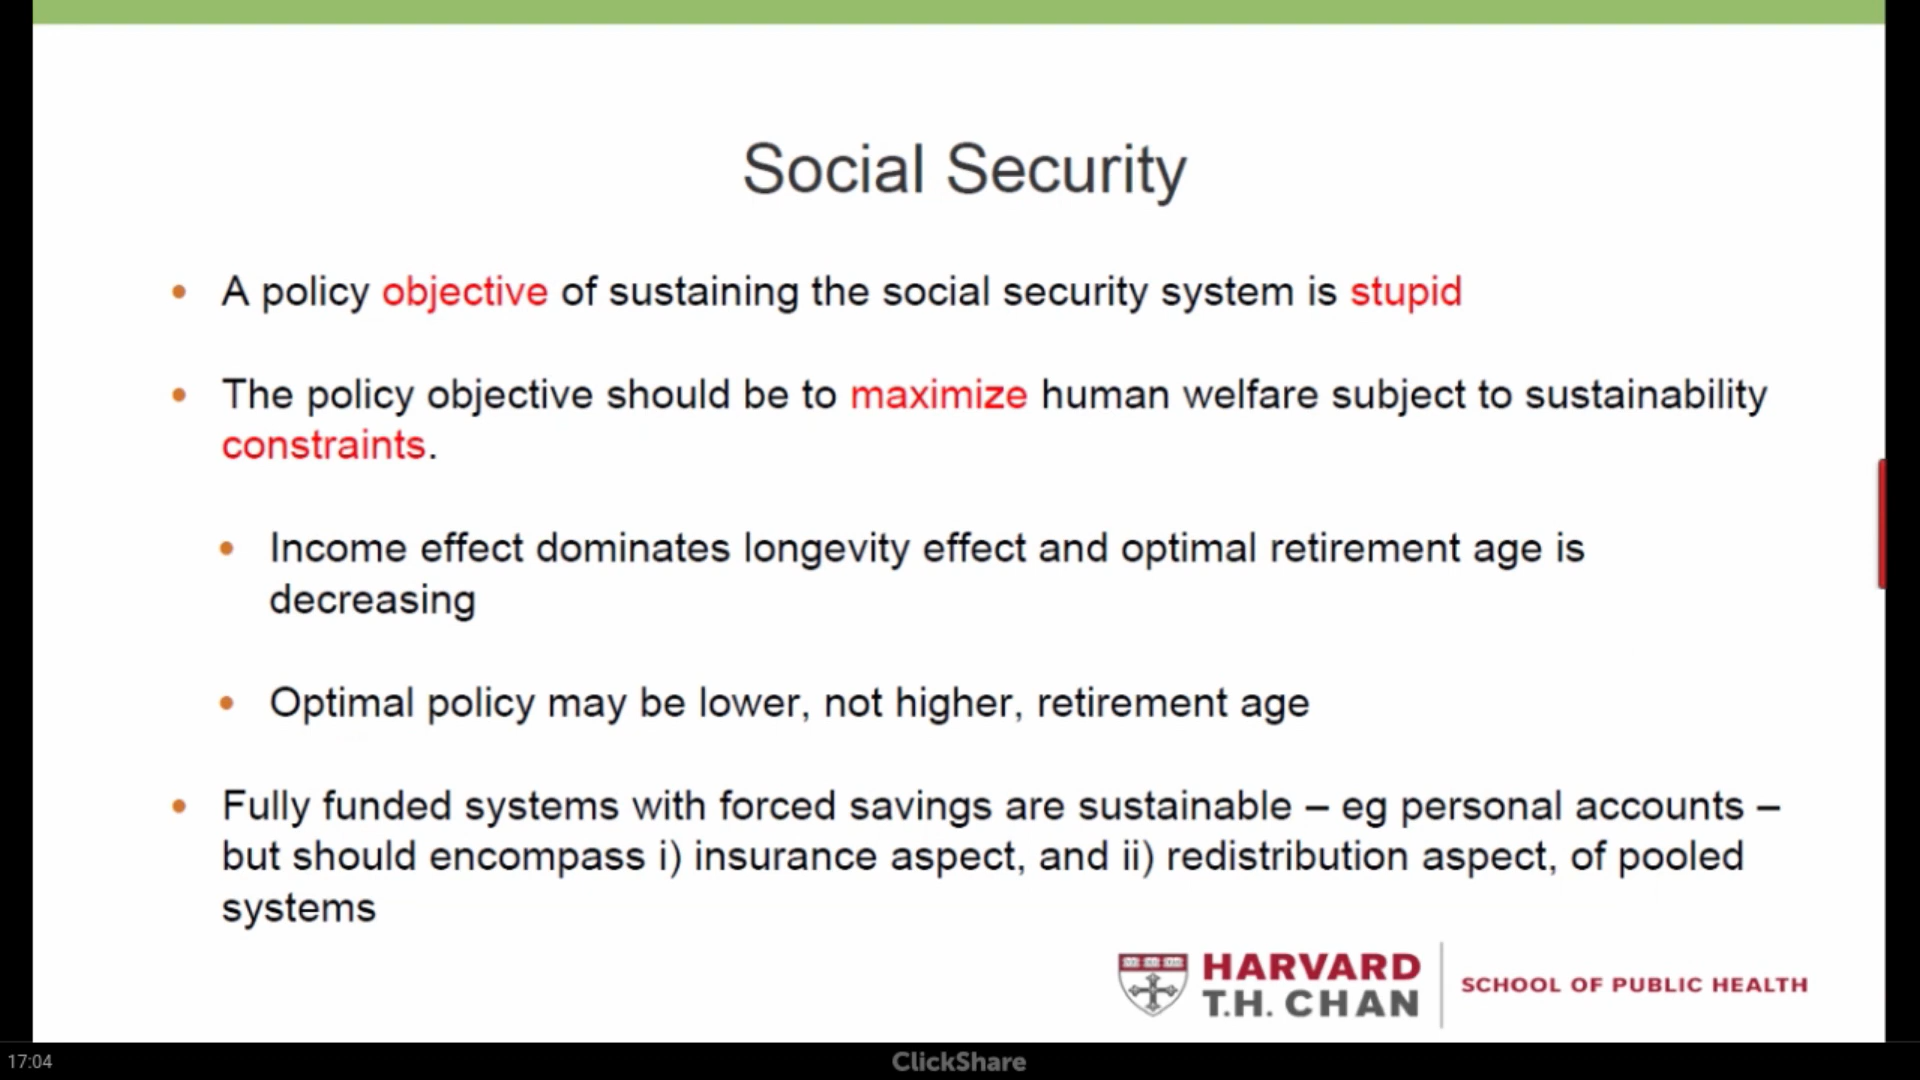 Social Security
• A policy objective of sustaining the social security system is stupid
• The policy objective should be to maximize human welfare subject to sustainability
constraints.
• Income effect dominates longevity effect and optimal retirement age is
decreasing
• Optimal policy may be lower, not higher, retirement age
• Fully funded systems with forced savings are sustainable – eg personal accounts –
but should encompass i) insurance aspect, and ii) redistribution aspect, of pooled
systems
HARVARD
T.H. CHAN
SCHOOL OF PUBLIC HEALTH
17:04
ClickShare